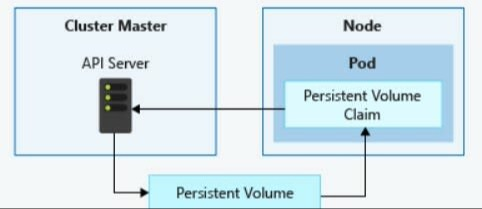 Cluster Master
API Server
Node
Pod
Persistent Volume
Claim
Persistent Volume